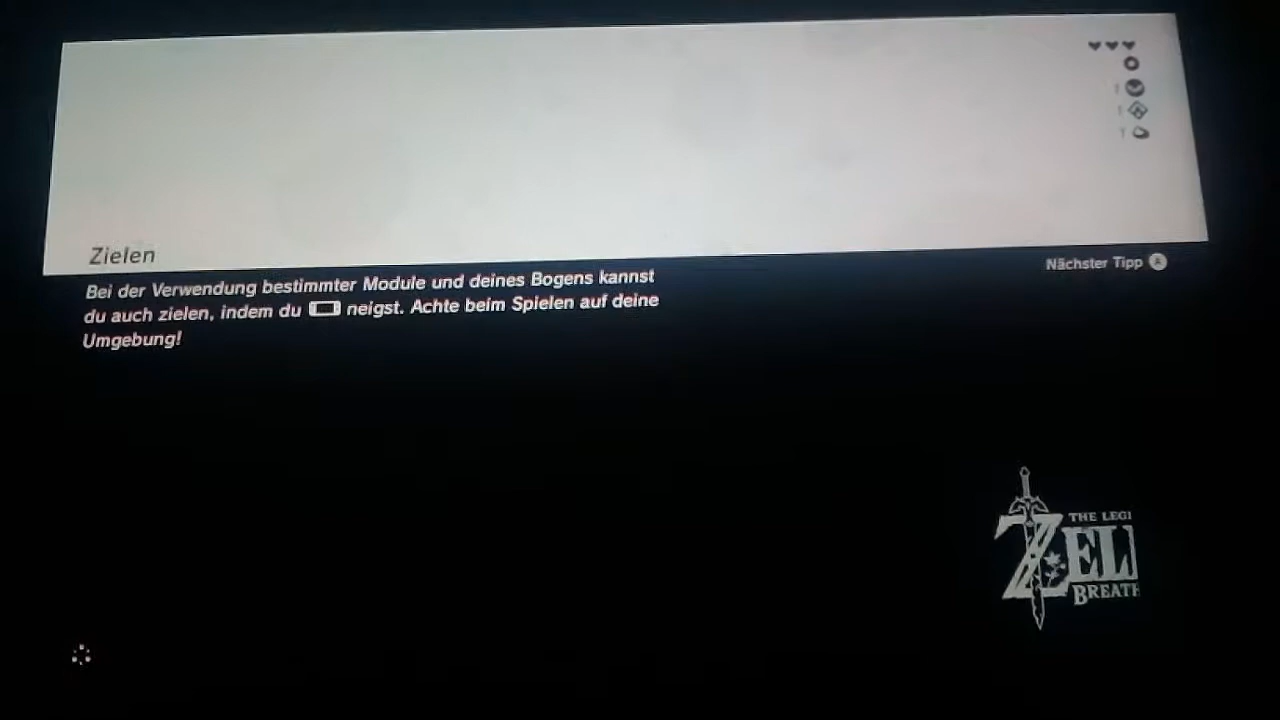 Zielen
Nächster Tipp A
Bei der Verwendung bestimmter Module und deines Bogens kannst
du auch zielen, indem du neigst. Achte beim Spielen auf deine
Umgebung!
THE LEGI
ZEL
BREATH